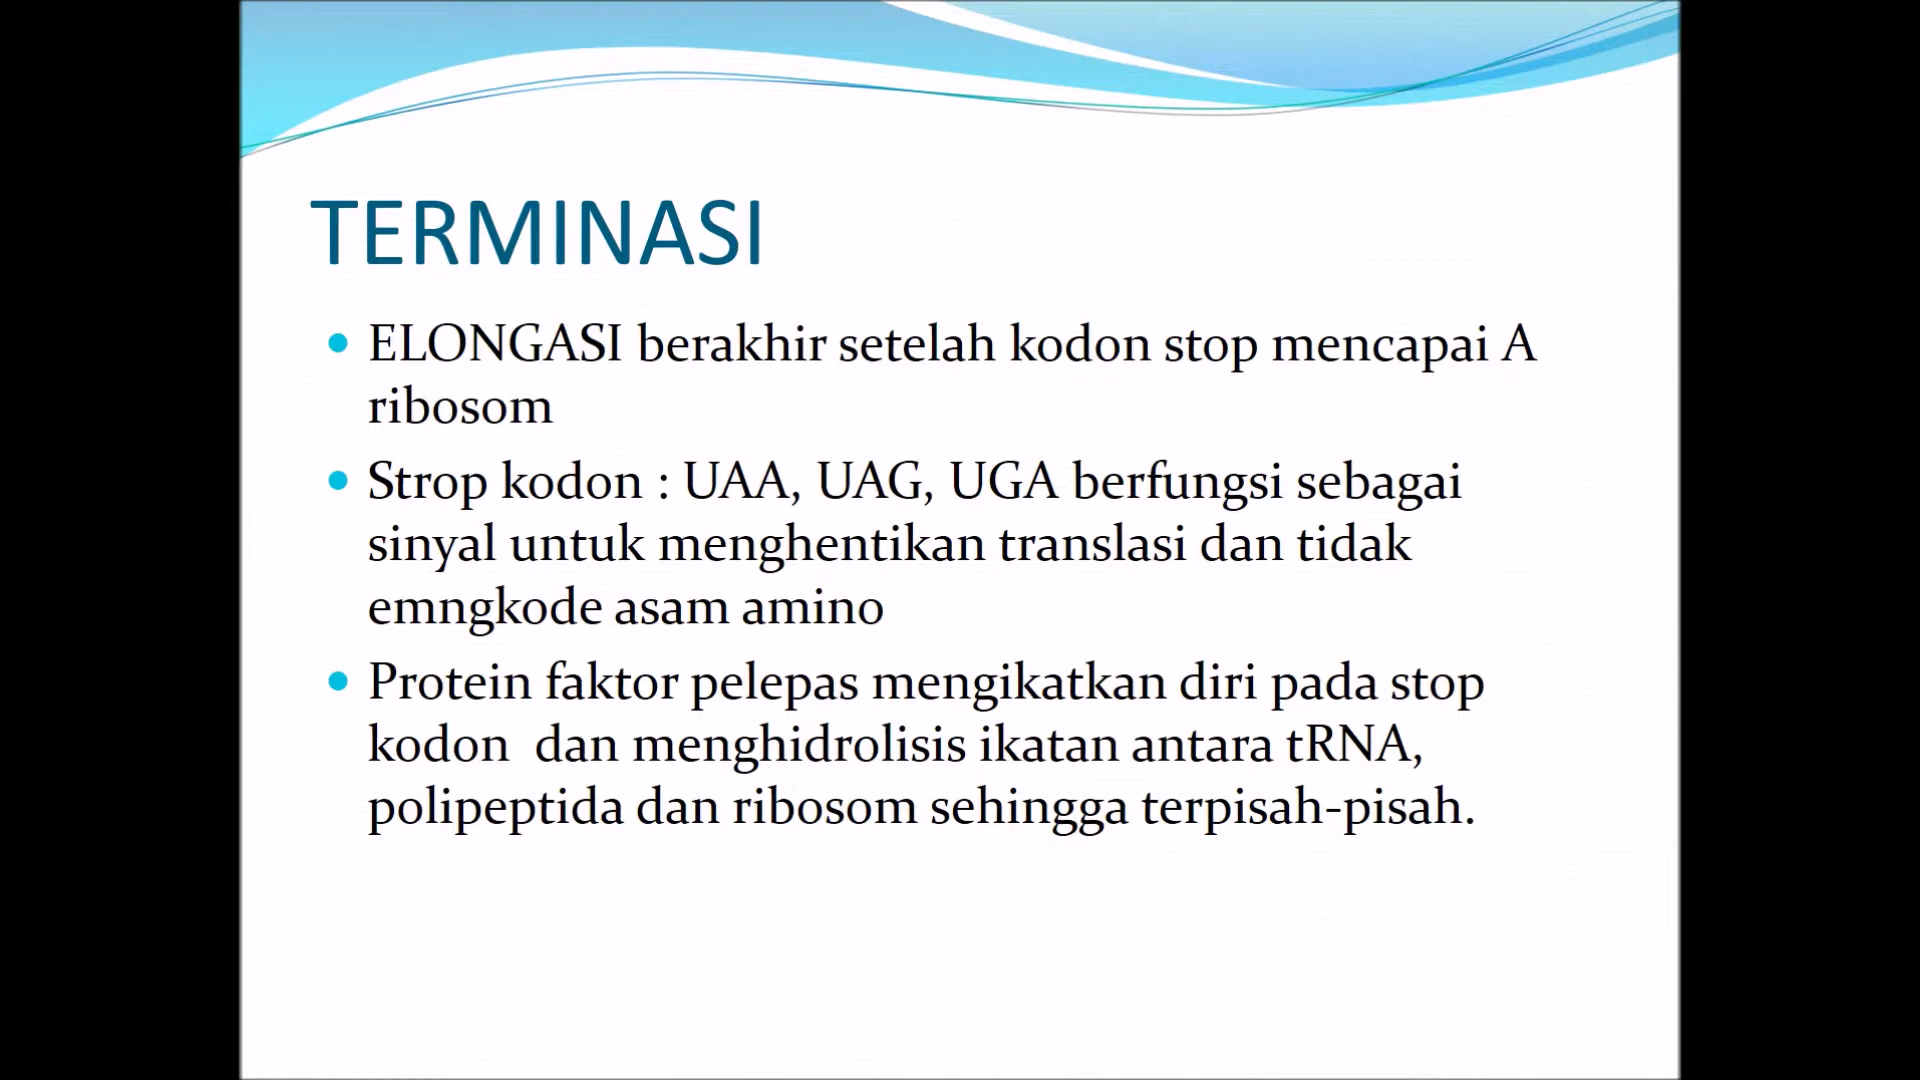 TERMINASI
ELONGASI berakhir setelah kodon stop mencapai A
ribosom
Strop kodon : UAA, UAG, UGA berfungsi sebagai
sinyal untuk menghentikan translasi dan tidak
emngkode asam amino
Protein faktor pelepas mengikatkan diri pada stop
kodon  dan menghidrolisis ikatan antara tRNA,
polipeptida dan ribosom sehingga terpisah-pisah.